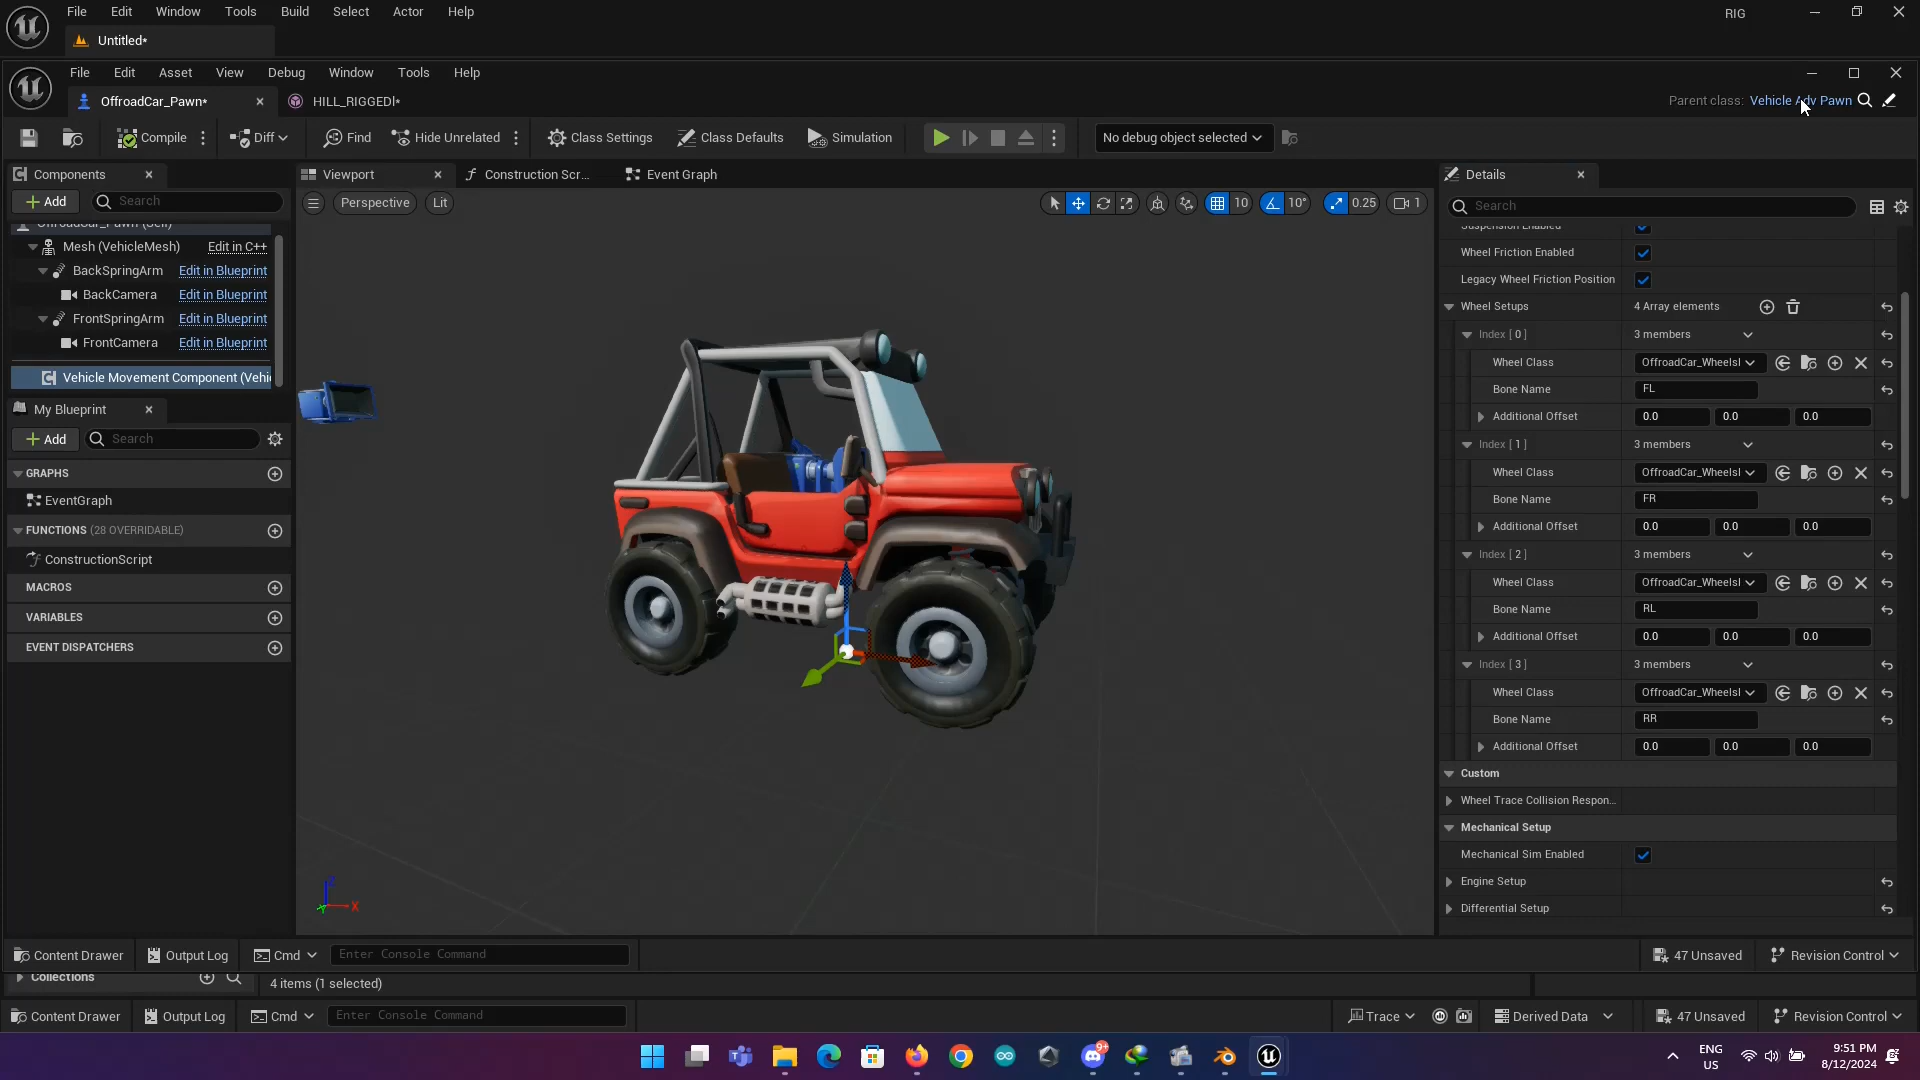 File Edit Window Tools Build Select Actor Help
RIG
Untitled*
File Edit Asset View Debug Window Tools Help
OffroadCar_Pawn*
HILL_RIGGEDl*
Parent class: Vehicle Adv Pawn
Compile
Diff
Find
Hide Unrelated
Class Settings
Class Defaults
Simulation
No debug object selected
Components
Add
Search
OffroadCar_Pawn (Self)
Mesh (VehicleMesh) Edit in C++
BackSpringArm Edit in Blueprint
BackCamera Edit in Blueprint
FrontSpringArm Edit in Blueprint
FrontCamera Edit in Blueprint
Vehicle Movement Component (Vehi
My Blueprint
Add
Search
GRAPHS
EventGraph
FUNCTIONS (28 OVERRIDABLE)
ConstructionScript
MACROS
VARIABLES
EVENT DISPATCHERS
Viewport
Construction Scr...
Event Graph
Perspective
Lit
10
10°
0.25
1
X
Details
Search
Suspension Enabled
Wheel Friction Enabled
Legacy Wheel Friction Position
Wheel Setups 4 Array elements
Index [ 0 ] 3 members
Wheel Class OffroadCar_Wheelsl
Bone Name FL
Additional Offset 0.0 0.0 0.0
Index [ 1 ] 3 members
Wheel Class OffroadCar_Wheelsl
Bone Name FR
Additional Offset 0.0 0.0 0.0
Index [ 2 ] 3 members
Wheel Class OffroadCar_Wheelsl
Bone Name RL
Additional Offset 0.0 0.0 0.0
Index [ 3 ] 3 members
Wheel Class OffroadCar_Wheelsl
Bone Name RR
Additional Offset 0.0 0.0 0.0
Custom
Wheel Trace Collision Respon...
Mechanical Setup
Mechanical Sim Enabled
Engine Setup
Differential Setup
Content Drawer
Output Log
Cmd
Enter Console Command
47 Unsaved
Revision Control
Collections
4 items (1 selected)
Content Drawer
Output Log
Cmd
Enter Console Command
Trace
Derived Data
47 Unsaved
Revision Control
9+
ENG
US
9:51 PM
8/12/2024